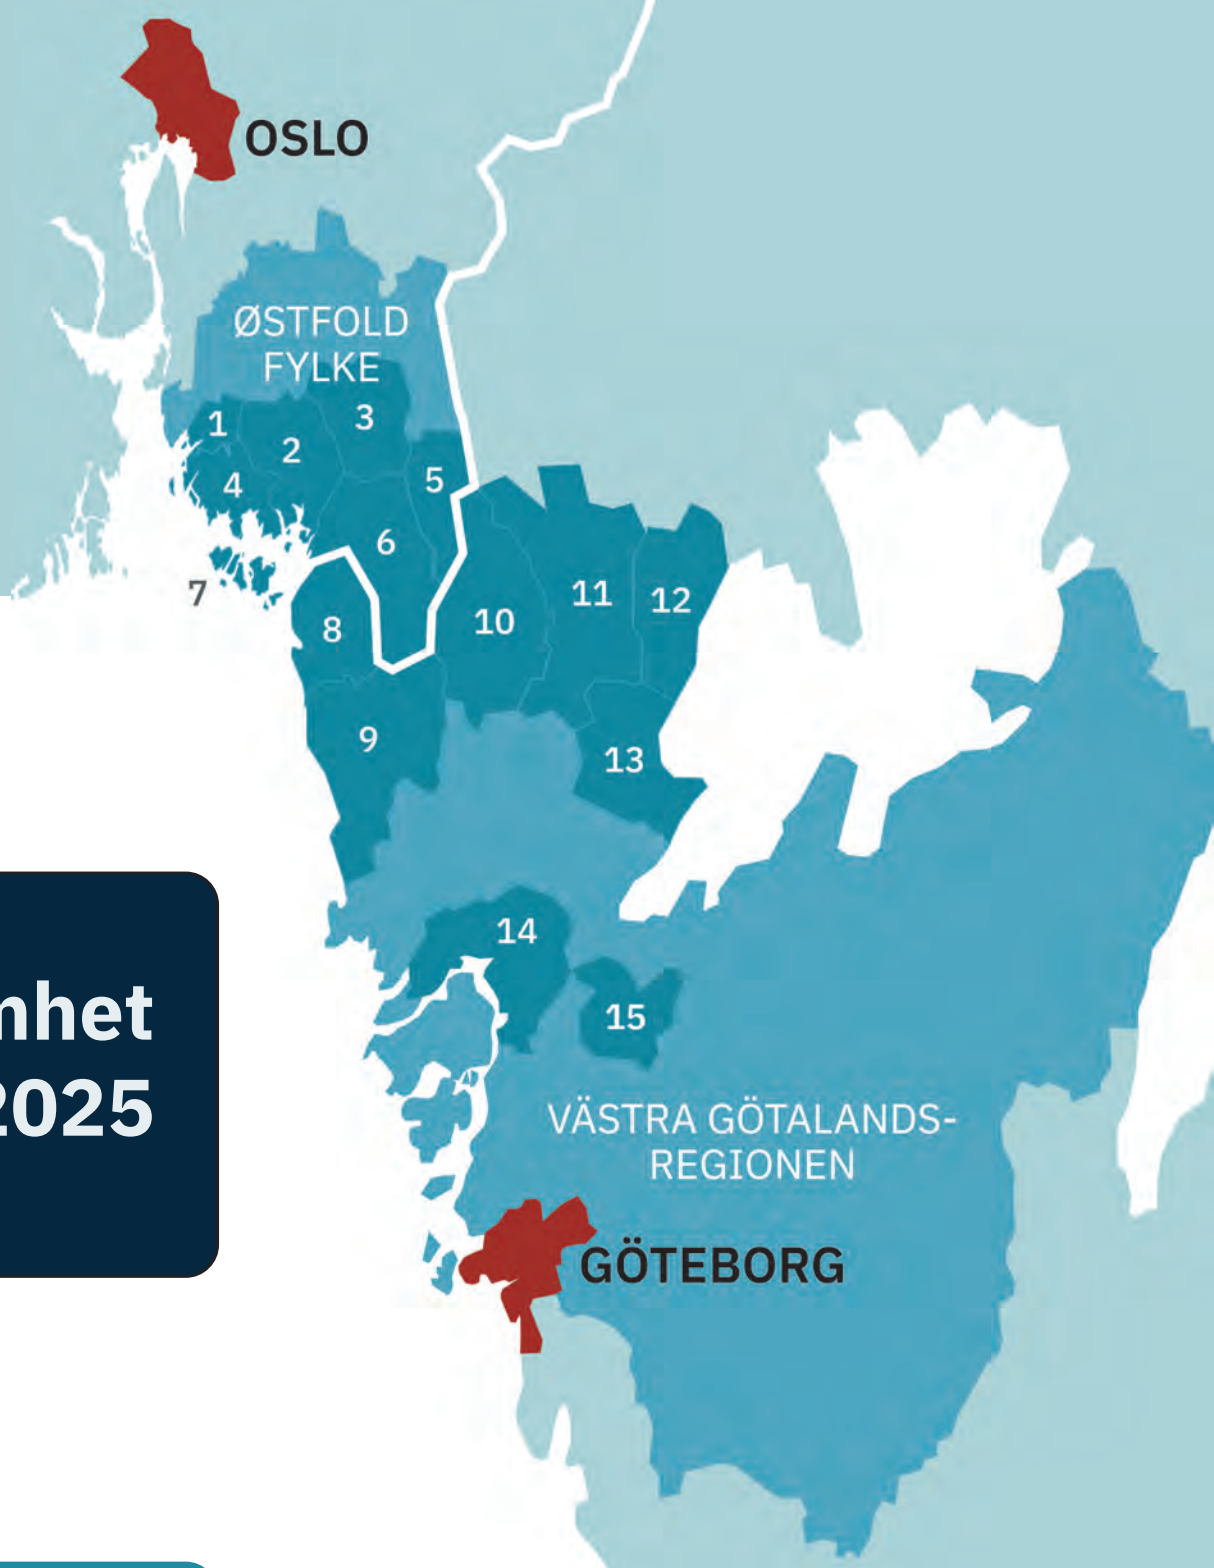 OSLO
ØSTFOLD
FYLKE
1
2
3
4
5
6
7
8
9
10
11
12
13
14
15
nhet
2025
VÄSTRA GÖTALANDS-
REGIONEN
GÖTEBORG